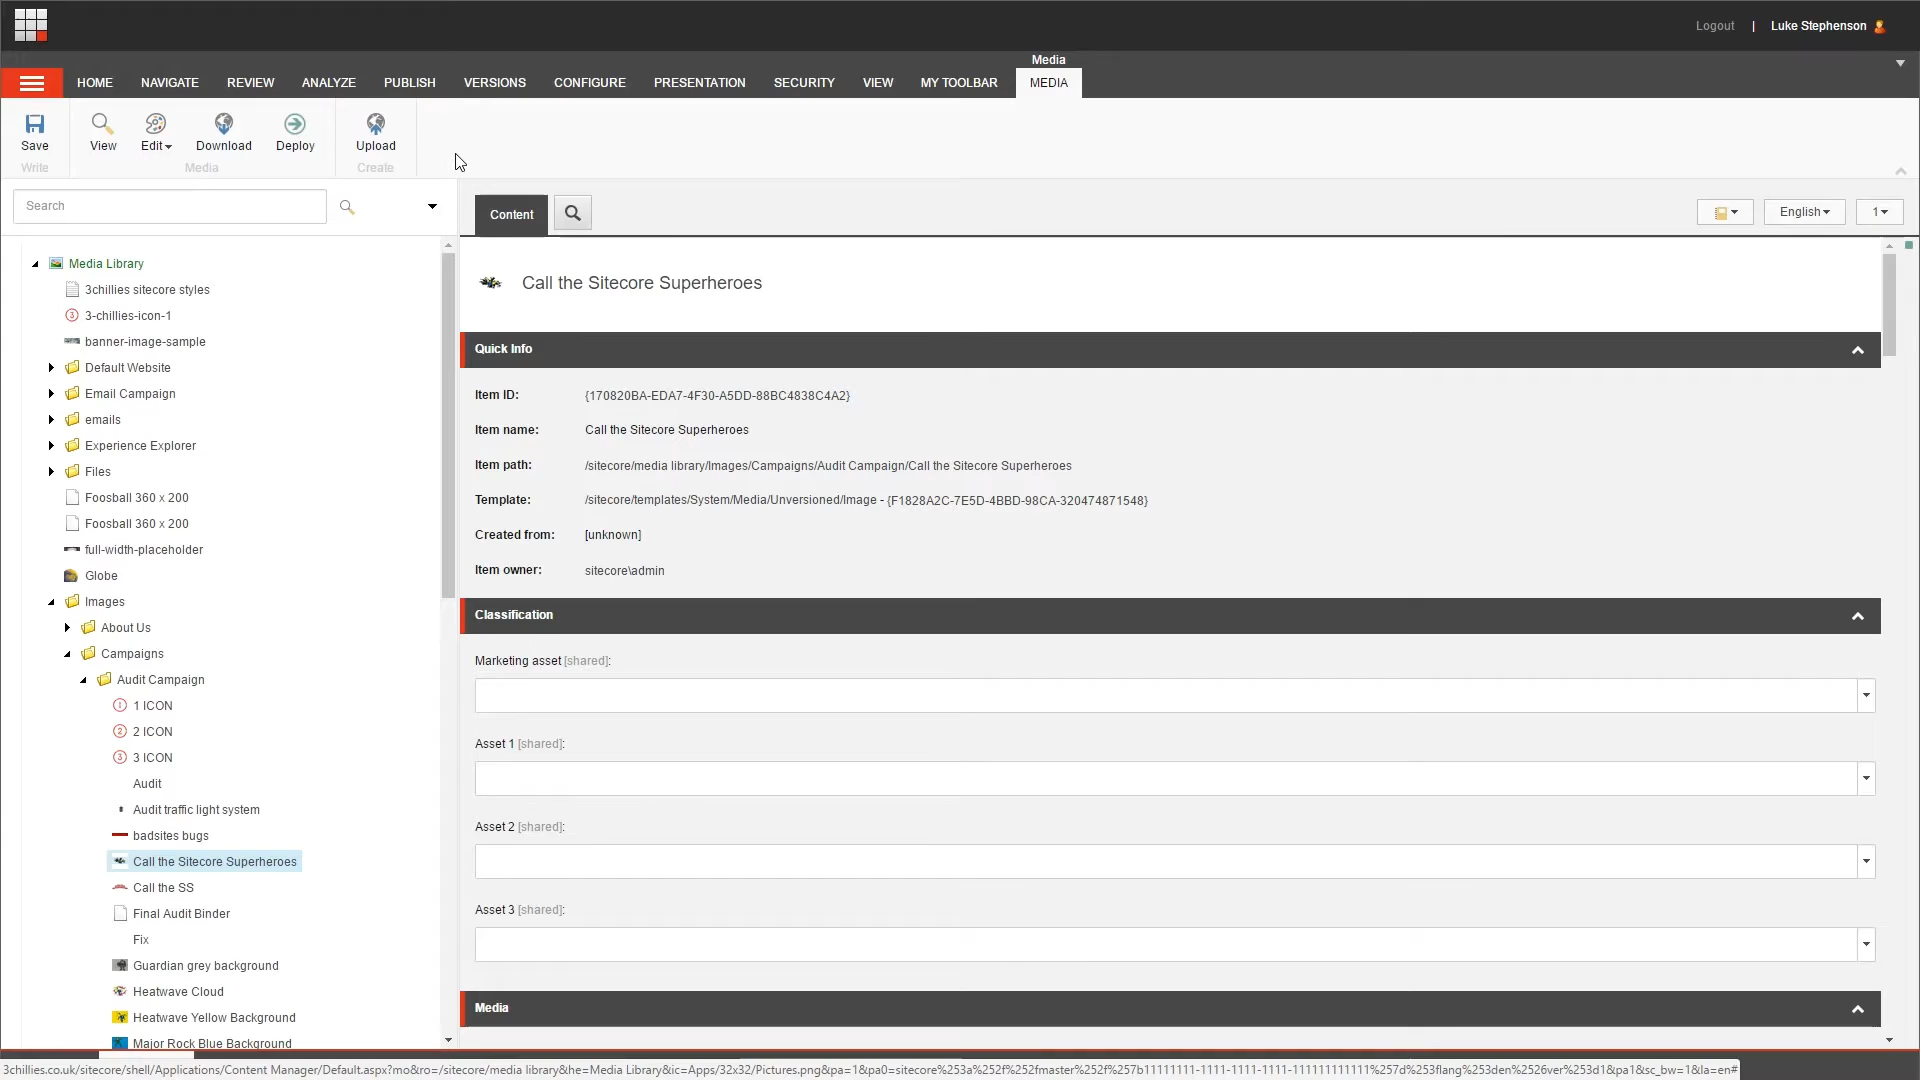 Logout | Luke Stephenson
Media
HOME NAVIGATE REVIEW ANALYZE PUBLISH VERSIONS CONFIGURE PRESENTATION SECURITY VIEW MY TOOLBAR MEDIA
Save View Edit Download Deploy Upload
Write Media Create
Search
Content English 1
Media Library
3chillies sitecore styles
3-chillies-icon-1
banner-image-sample
Default Website
Email Campaign
emails
Experience Explorer
Files
Foosball 360 x 200
Foosball 360 x 200
full-width-placeholder
Globe
Images
About Us
Campaigns
Audit Campaign
1 ICON
2 ICON
3 ICON
Audit
Audit traffic light system
badsites bugs
Call the Sitecore Superheroes
Call the SS
Final Audit Binder
Fix
Guardian grey background
Heatwave Cloud
Heatwave Yellow Background
Major Rock Blue Background
Call the Sitecore Superheroes
Quick Info
Item ID: {170820BA-EDA7-4F30-A5DD-88BC4838C4A2}
Item name: Call the Sitecore Superheroes
Item path: /sitecore/media library/Images/Campaigns/Audit Campaign/Call the Sitecore Superheroes
Template: /sitecore/templates/System/Media/Unversioned/Image - {F1828A2C-7E5D-4BBD-98CA-320474871548}
Created from: [unknown]
Item owner: sitecore\admin
Classification
Marketing asset [shared]:
Asset 1 [shared]:
Asset 2 [shared]:
Asset 3 [shared]:
Media
3chillies.co.uk/sitecore/shell/Applications/Content Manager/Default.aspx?mo&ro=/sitecore/media library&he=Media Library&ic=Apps/32x32/Pictures.png&pa=1&pa0=sitecore%253a%252f%252fmaster%252f%257b11111111-1111-1111-1111-111111111111%257d%253flang%253den%2526ver%253d1&pa1&sc_bw=1&la=en#